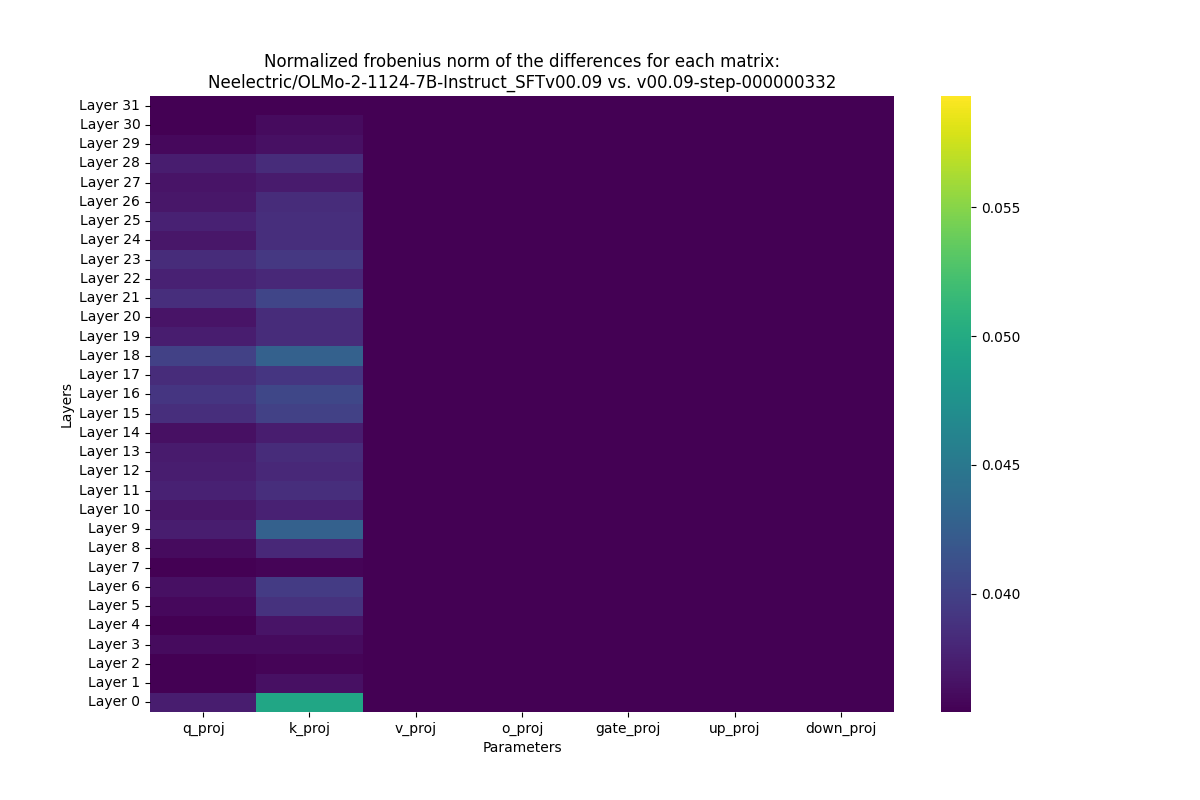 Normalized frobenius norm of the differences for each matrix:
Neelectric/OLMo-2-1124-7B-Instruct_SFTv00.09 vs. v00.09-step-000000332
Layers
Layer 31
Layer 30
Layer 29
Layer 28
Layer 27
Layer 26
Layer 25
Layer 24
Layer 23
Layer 22
Layer 21
Layer 20
Layer 19
Layer 18
Layer 17
Layer 16
Layer 15
Layer 14
Layer 13
Layer 12
Layer 11
Layer 10
Layer 9
Layer 8
Layer 7
Layer 6
Layer 5
Layer 4
Layer 3
Layer 2
Layer 1
Layer 0
q_proj k_proj v_proj o_proj gate_proj up_proj down_proj
Parameters
0.055
0.050
0.045
0.040